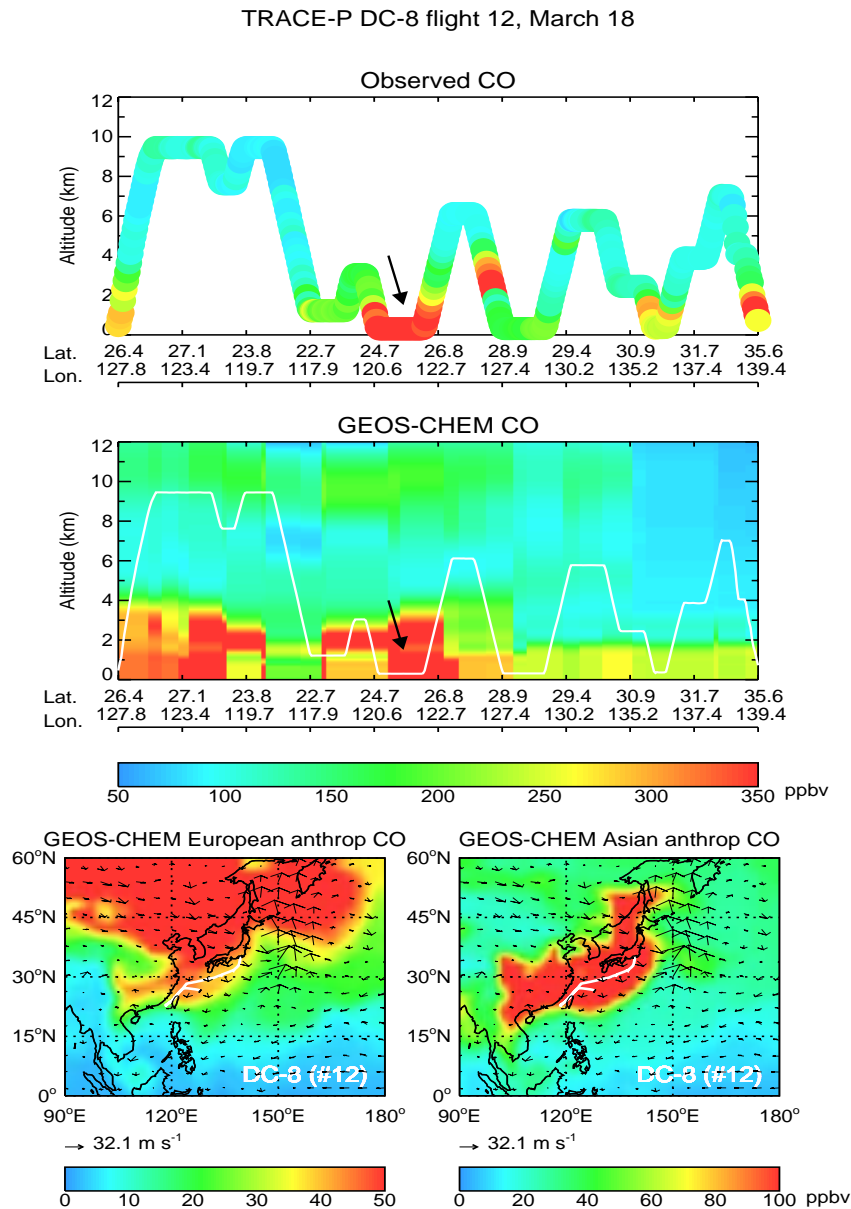 TRACE-P DC-8 flight 12, March 18
Observed CO
12
10
8
6
4
2
0
Altitude (km)
Lat. 26.4 27.1 23.8 22.7 24.7 26.8 28.9 29.4 30.9 31.7 35.6
Lon. 127.8 123.4 119.7 117.9 120.6 122.7 127.4 130.2 135.2 137.4 139.4
GEOS-CHEM CO
12
10
8
6
4
2
0
Altitude (km)
Lat. 26.4 27.1 23.8 22.7 24.7 26.8 28.9 29.4 30.9 31.7 35.6
Lon. 127.8 123.4 119.7 117.9 120.6 122.7 127.4 130.2 135.2 137.4 139.4
50 100 150 200 250 300 350 ppbv
GEOS-CHEM European anthrop CO
60°N
45°N
30°N
15°N
0°
DC-8 (#12)
90°E 120°E 150°E 180°
→ 32.1 m s⁻¹
0 10 20 30 40 50
GEOS-CHEM Asian anthrop CO
60°N
45°N
30°N
15°N
0°
DC-8 (#12)
90°E 120°E 150°E 180°
→ 32.1 m s⁻¹
0 20 40 60 80 100 ppbv